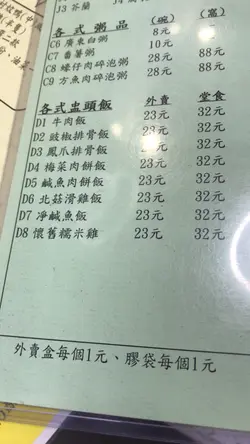 J3 芥蘭
各式粥品 (碗) (窩)
C6 廣東白粥 8元
C7 番薯粥 10元
C8 蠔仔肉碎泡粥 28元 88元
C9 方魚肉碎泡粥 28元 88元
各式盅頭飯 外賣 堂食
D1 牛肉飯 23元 32元
D2 豉椒排骨飯 23元 32元
D3 鳳爪排骨飯 23元 32元
D4 梅菜肉餅飯 23元 32元
D5 鹹魚肉餅飯 23元 32元
D6 北菇滑雞飯 23元 32元
D7 凈鹹魚飯 23元 32元
D8 懷舊糯米雞 23元 32元
外賣盒每個1元、膠袋每個1元